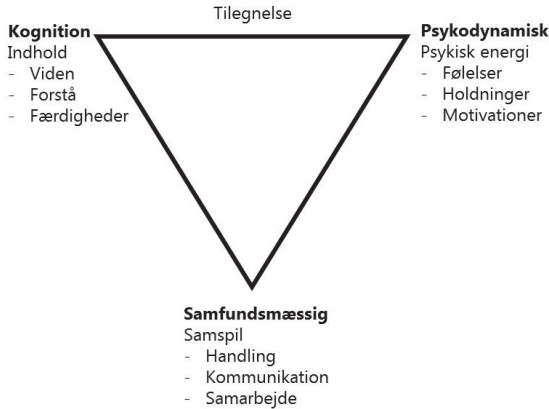 Tilegnelse
Kognition
Indhold
- Viden
- Forstå
- Færdigheder
Psykodynamisk
Psykisk energi
- Følelser
- Holdninger
- Motivationer
Samfundsmæssig
Samspil
- Handling
- Kommunikation
- Samarbejde